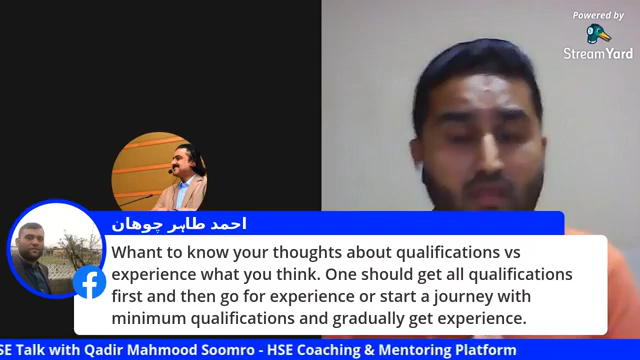 Powered by
StreamYard
احمد طاہر چوھان
Whant to know your thoughts about qualifications vs
experience what you think. One should get all qualifications
first and then go for experience or start a journey with
minimum qualifications and gradually get experience.
SE Talk with Qadir Mahmood Soomro - HSE Coaching & Mentoring Platform